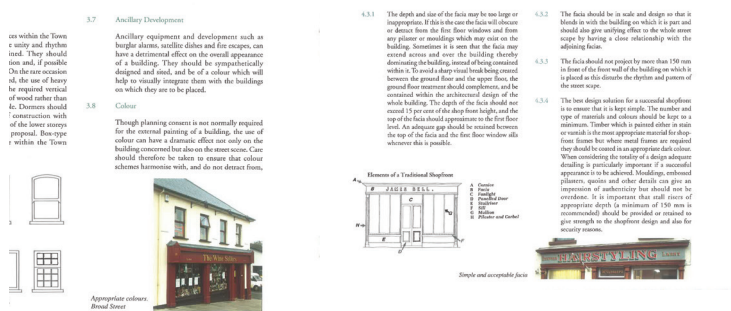 ces within the Town
e unity and rhythm
ized. They should
tion and, if possible
On the rare occasion
ed, the use of heavy
he required vertical
of wood rather than
le. Dormers should
construction with
of the lower storeys
proposal. Box-type
r within the Town
3.7 Ancillary Development
Ancillary equipment and development such as
burglar alarms, satellite dishes and fire escapes, can
have a detrimental effect on the overall appearance
of a building. They should be sympathetically
designed and sited, and be of a colour which will
help to visually integrate them with the buildings
on which they are to be placed.
3.8 Colour
Though planning consent is not normally required
for the external painting of a building, the use of
colour can have a dramatic effect not only on the
building concerned but also on the street scene. Care
should therefore be taken to ensure that colour
schemes harmonise with, and do not detract from,
The Wine Seller
Appropriate colours.
Broad Street
4.3.1 The depth and size of the facia may be too large or
inappropriate. If this is the case the facia will obscure
or detract from the first floor windows and from
any pilaster or mouldings which may exist on the
building. Sometimes it is seen that the facia may
extend across and over the building thereby
dominating the building, instead of being contained
within it. To avoid a sharp visual break being created
between the ground floor and the upper floor, the
ground floor treatment should complement, and be
contained within the architectural design of the
whole building. The depth of the facia should not
exceed 15 per cent of the shop front height, and the
top of the facia should approximate to the first floor
level. An adequate gap should be retained between
the top of the facia and the first floor window sills
whenever this is possible.
Elements of a Traditional Shopfront
A
B JAMES BELL.
C
D
H
E
F
G
A Cornice
B Facia
C Fanlight
D Panelled Door
E Stallriser
F Sill
G Mullion
H Pilaster and Corbel
Simple and acceptable facia
4.3.2 The facia should be in scale and design so that it
blends in with the building on which it is part and
should also give unifying effect to the whole street
scape by having a close relationship with the
adjoining facias.
4.3.3 The facia should not project by more than 150 mm
in front of the front wall of the building on which it
is placed as this disturbs the rhythm and pattern of
the street scape.
4.3.4 The best design solution for a successful shopfront
is to ensure that it is kept simple. The number and
type of materials and colours should be kept to a
minimum. Timber which is painted either in stain
or varnish is the most appropriate material for shop-
front frames but where metal frames are required
they should be coated in an appropriate dark colour.
When considering the totality of a design adequate
detailing is particularly important if a successful
appearance is to be achieved. Mouldings, embossed
pilasters, quoins and other details can give an
impression of authenticity but should not be
overdone. It is important that stall risers of
appropriate depth (a minimum of 150 mm is
recommended) should be provided or retained to
give strength to the shopfront design and also for
security reasons.
HAIRSTYLING